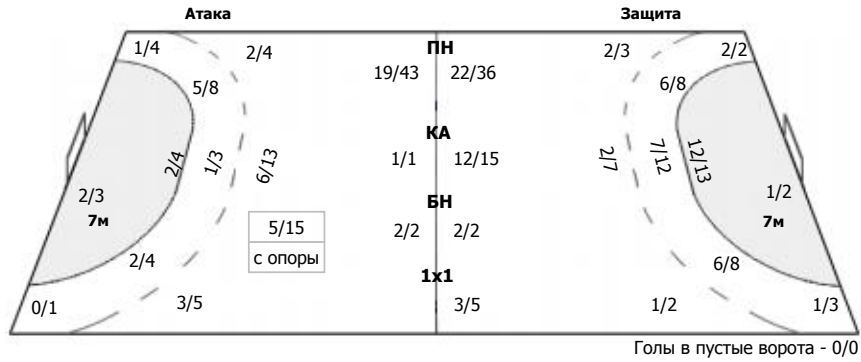 Атака Защита
1/4 2/4 ПН 2/3 2/2
19/43 22/36
5/8 6/8
КА
2/4 1/3 6/13 1/1 12/15 2/7 7/12 12/13
2/3 БН 1/2
7м 7м
5/15 2/2 2/2
с опоры
2/4 6/8
1x1
0/1 3/5 3/5 1/2 1/3
Голы в пустые ворота - 0/0